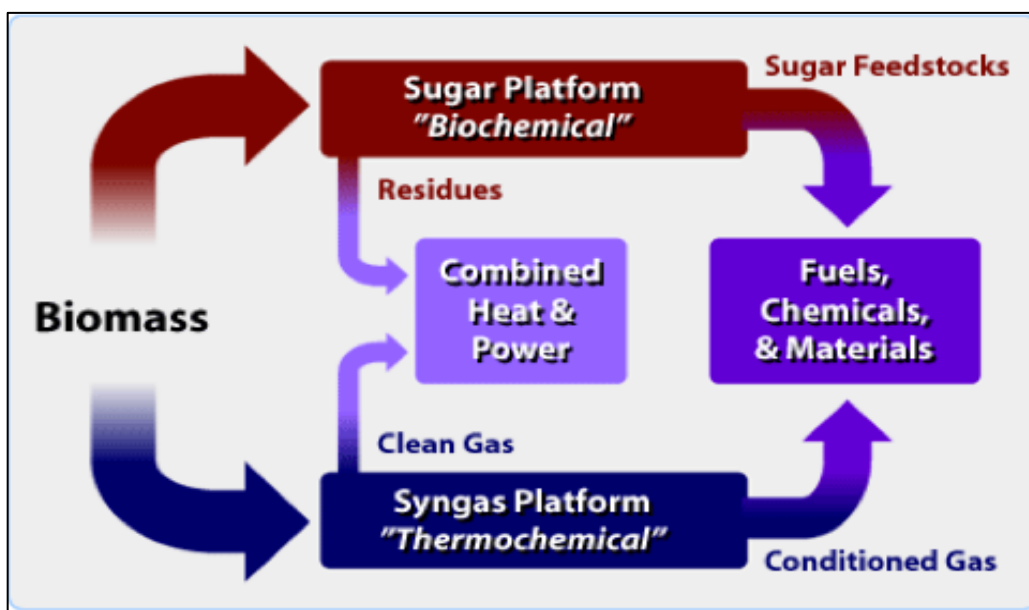 Sugar Feedstocks
Sugar Platform
"Biochemical"
Residues
Combined
Heat &
Power
Fuels,
Chemicals,
& Materials
Biomass
Clean Gas
Syngas Platform
"Thermochemical"
Conditioned Gas